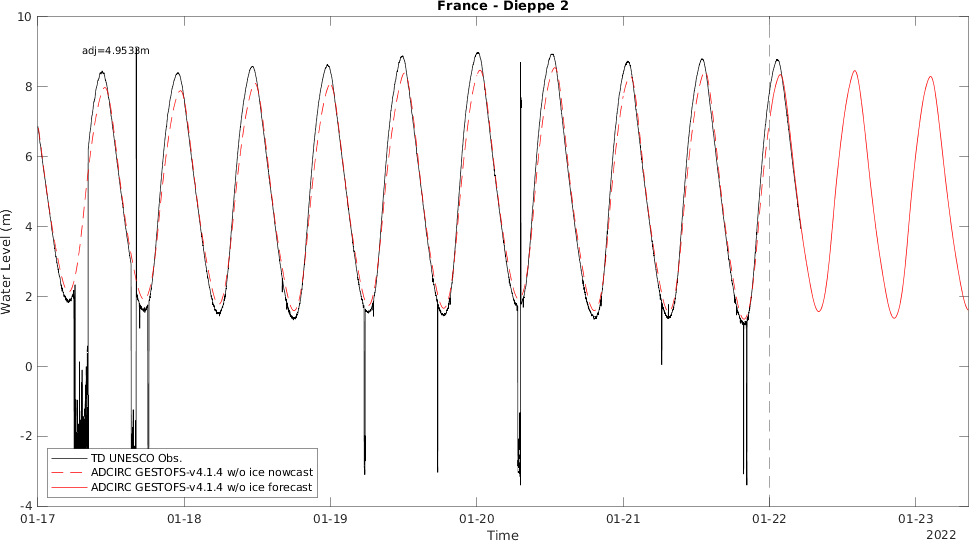 France - Dieppe 2
adj=4.9533m
10
8
6
4
2
0
-2
-4
Water Level (m)
TD UNESCO Obs.
ADCIRC GESTOFS-v4.1.4 w/o ice nowcast
ADCIRC GESTOFS-v4.1.4 w/o ice forecast
01-17 01-18 01-19 01-20 01-21 01-22 01-23
Time
2022